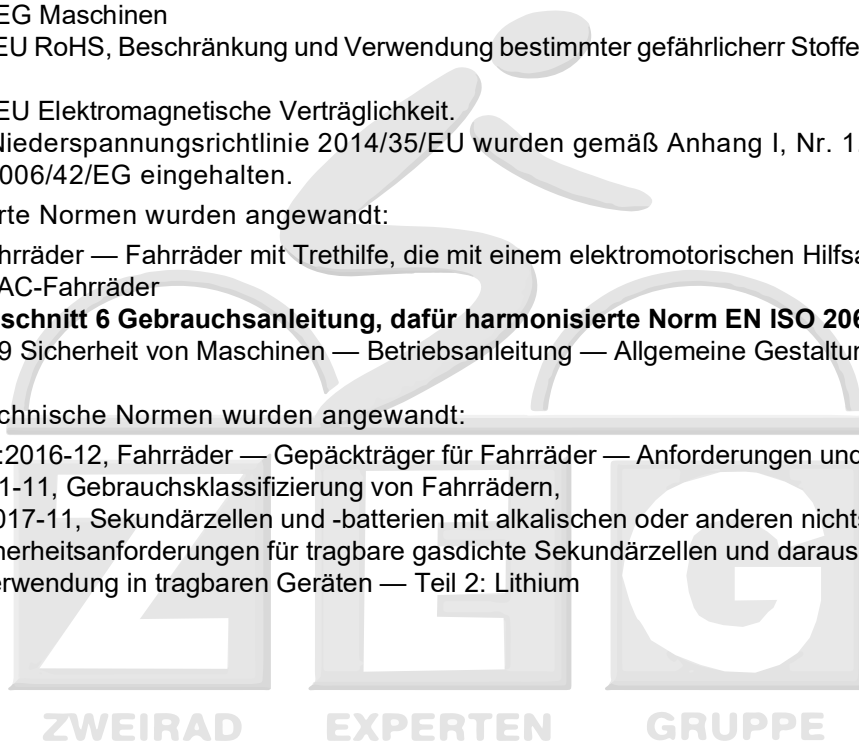 EG Maschinen
EU RoHS, Beschränkung und Verwendung bestimmter gefährlicherr Stoffe
EU Elektromagnetische Verträglichkeit.
Niederspannungsrichtlinie 2014/35/EU wurden gemäß Anhang I, Nr. 1.
006/42/EG eingehalten.
rte Normen wurden angewandt:
hrräder — Fahrräder mit Trethilfe, die mit einem elektromotorischen Hilfsa
AC-Fahrräder
schnitt 6 Gebrauchsanleitung, dafür harmonisierte Norm EN ISO 206
9 Sicherheit von Maschinen — Betriebsanleitung — Allgemeine Gestaltun
chnische Normen wurden angewandt:
:2016-12, Fahrräder — Gepäckträger für Fahrräder — Anforderungen und
1-11, Gebrauchsklassifizierung von Fahrrädern,
017-11, Sekundärzellen und -batterien mit alkalischen oder anderen nichts
herheitsanforderungen für tragbare gasdichte Sekundärzellen und daraus
erwendung in tragbaren Geräten — Teil 2: Lithium
ZEG
ZWEIRAD EXPERTEN GRUPPE